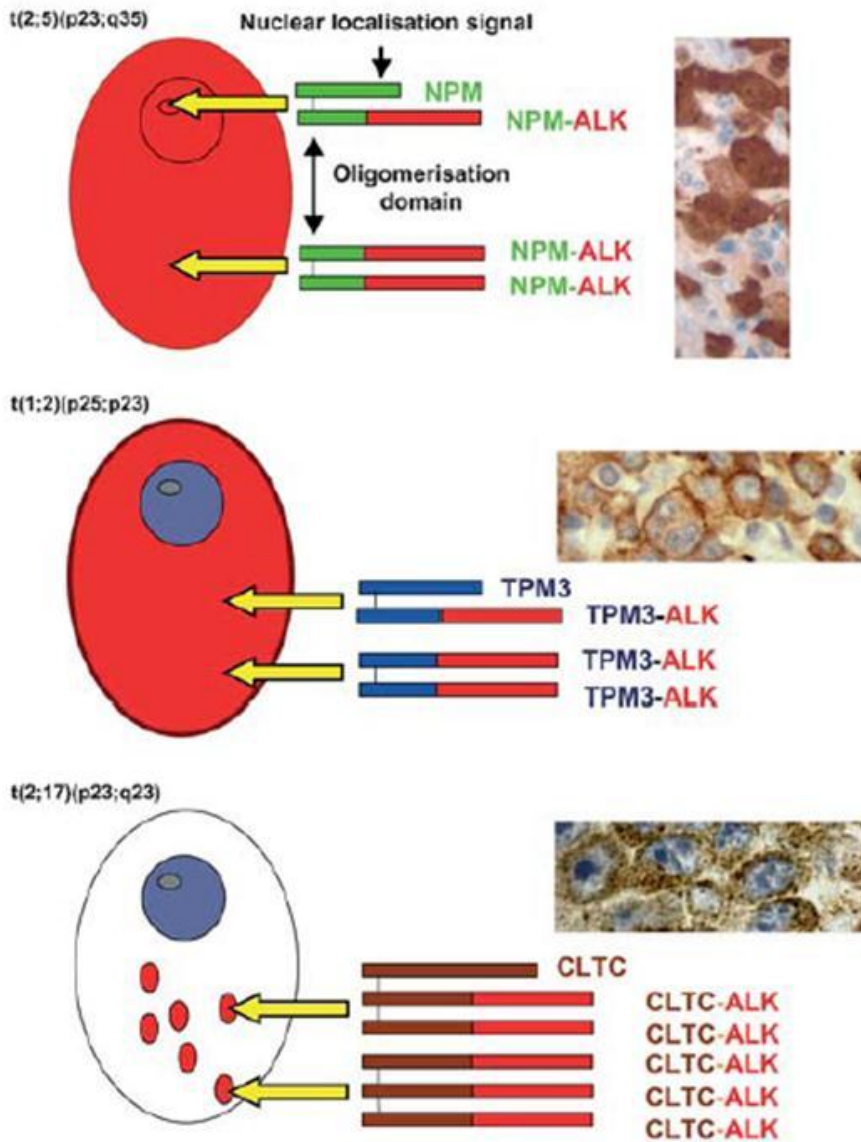 t(2;5)(p23;q35)
Nuclear localisation signal
NPM
NPM-ALK
Oligomerisation
domain
NPM-ALK
NPM-ALK
t(1;2)(p25;p23)
TPM3
TPM3-ALK
TPM3-ALK
TPM3-ALK
t(2;17)(p23;q23)
CLTC
CLTC-ALK
CLTC-ALK
CLTC-ALK
CLTC-ALK
CLTC-ALK